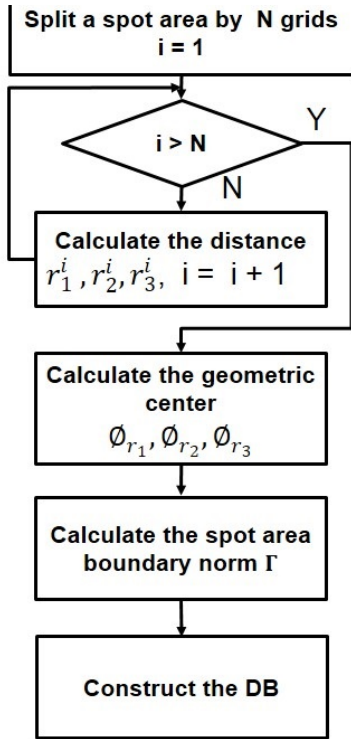 Split a spot area by N grids
i = 1
i > N
Y
N
Calculate the distance
r₁ⁱ, r₂ⁱ, r₃ⁱ, i = i + 1
Calculate the geometric
center
∅ᵣ₁, ∅ᵣ₂, ∅ᵣ₃
Calculate the spot area
boundary norm Γ
Construct the DB